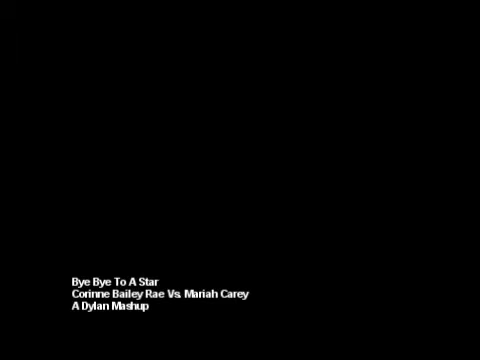 Bye Bye To A Star
Corinne Bailey Rae Vs. Mariah Carey
A Dylan Mashup